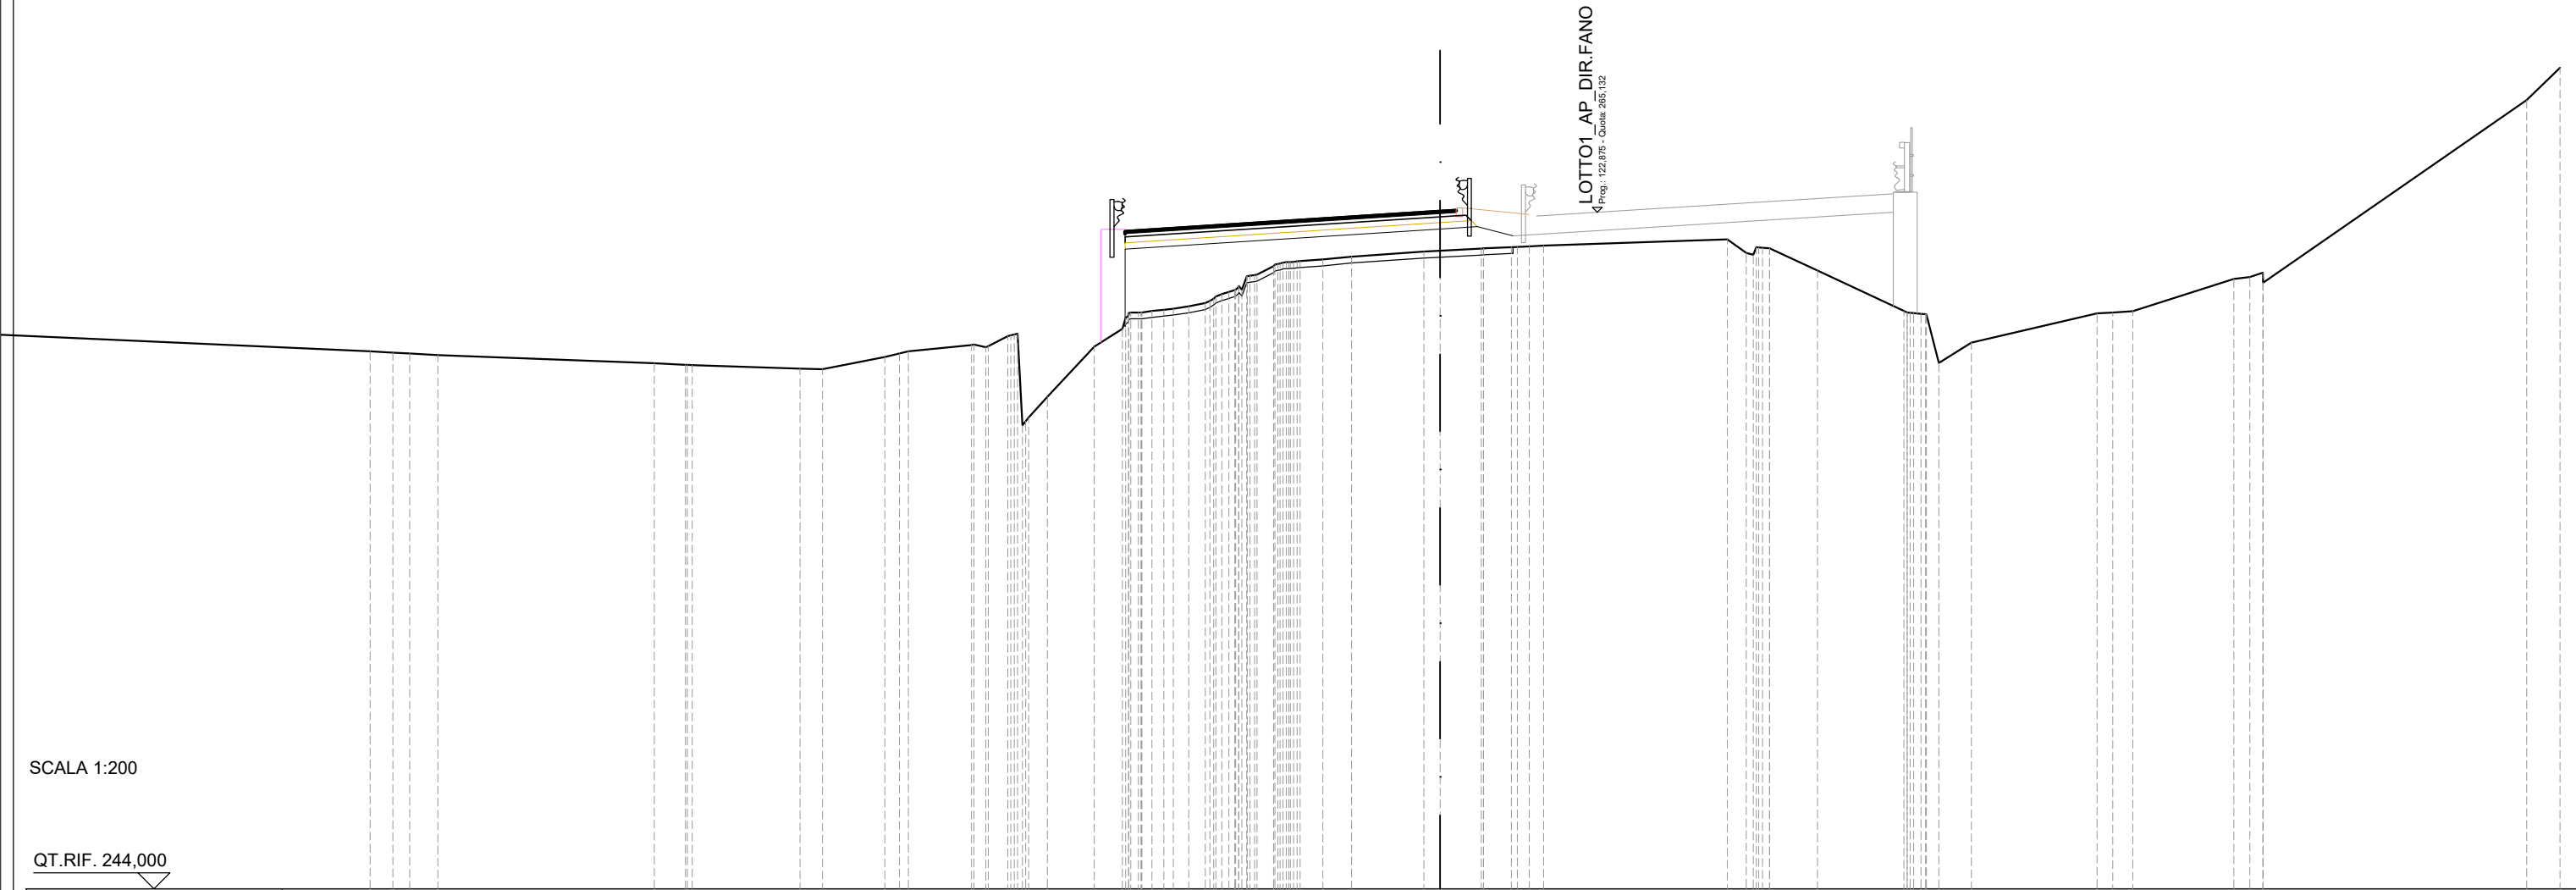 LOTTO1_AP_DIR.FANO
Prog.: 122,875 - Quota: 265,132
SCALA 1:200
QT.RIF. 244,000